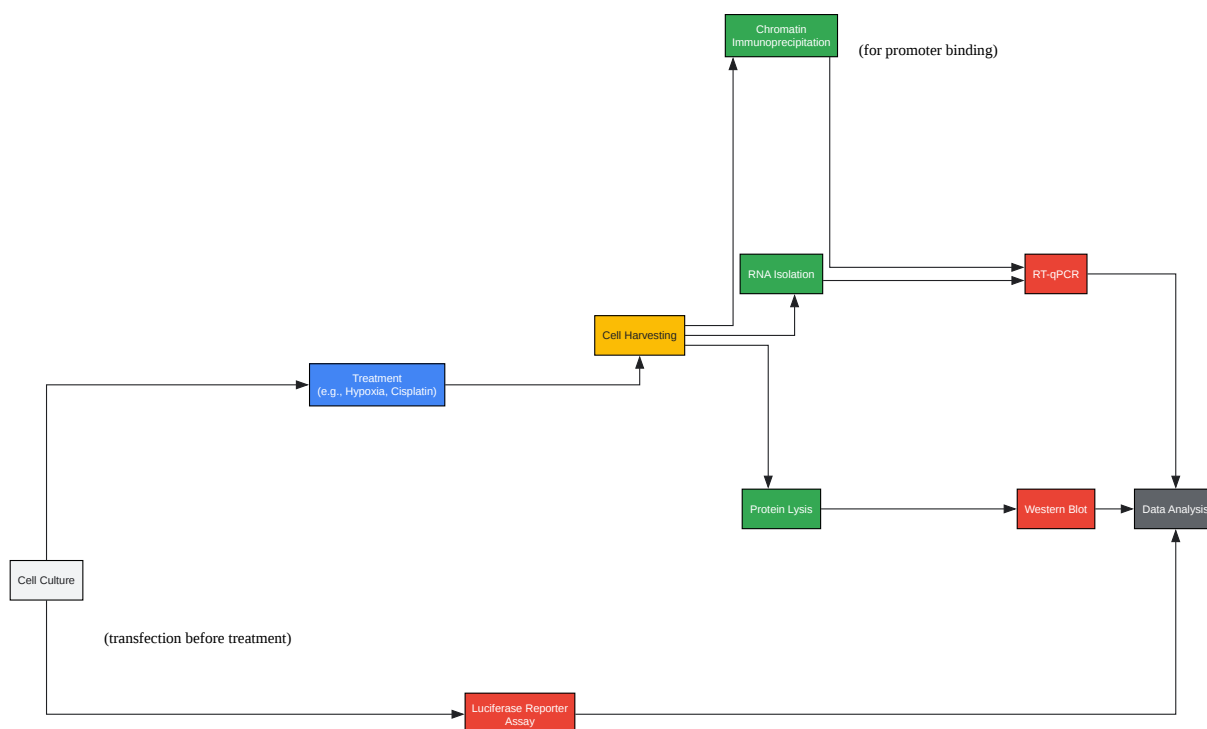 Chromatin
Immunoprecipitation
(for promoter binding)
RNA Isolation
RT-qPCR
Cell Harvesting
Treatment
(e.g., Hypoxia, Cisplatin)
Protein Lysis
Western Blot
Data Analysis
Cell Culture
(transfection before treatment)
Luciferase Reporter
Assay